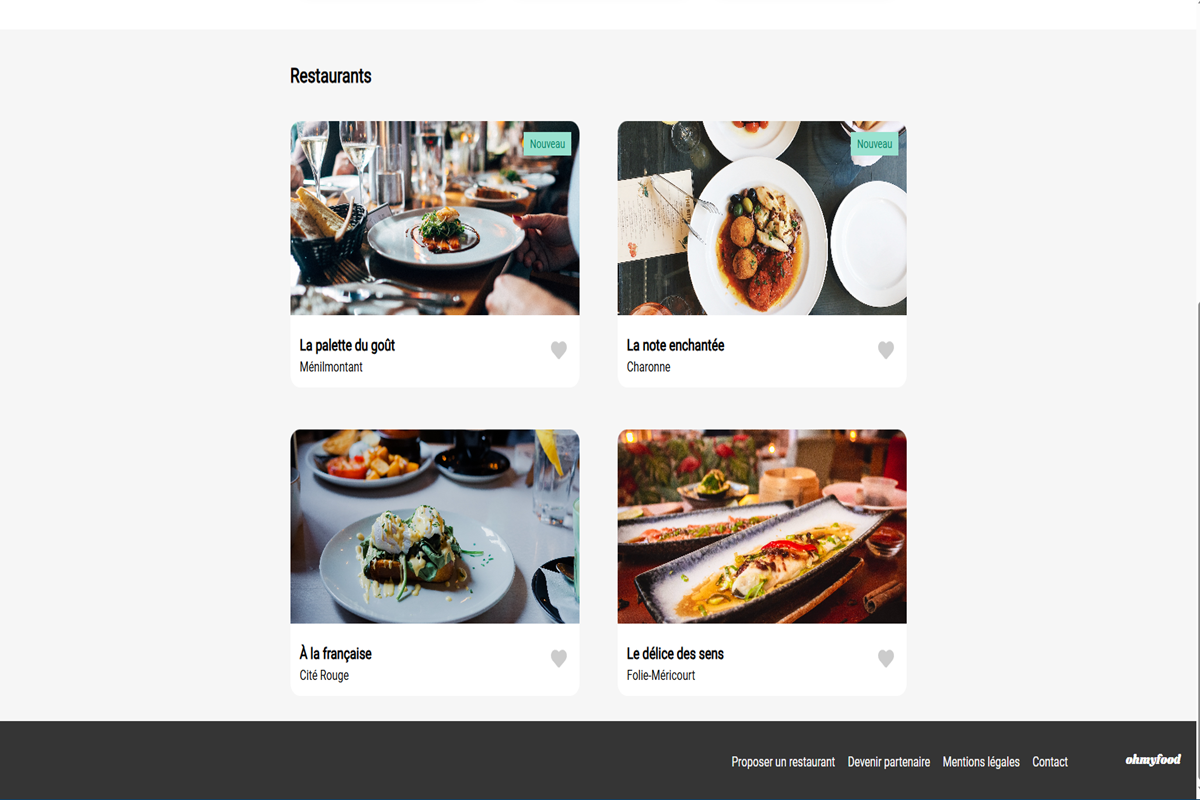 Restaurants
Nouveau
Nouveau
La palette du goût
Ménilmontant
La note enchantée
Charonne
À la française
Cité Rouge
Le délice des sens
Folie-Méricourt
Proposer un restaurant Devenir partenaire Mentions légales Contact ohmyfood